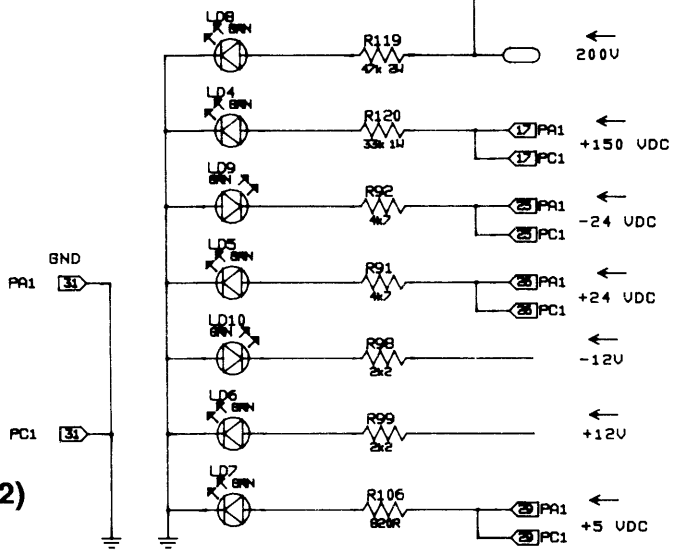 LD8
GRN
R119
47k 2W
200V
LD4
GRN
R120
33k 1W
17 PA1
17 PC1
+150 VDC
LD9
GRN
R92
4k7
25 PA1
25 PC1
-24 VDC
GND
PA1 31
LD5
GRN
R91
4k7
26 PA1
26 PC1
+24 VDC
LD10
GRN
R98
2k2
-12V
PC1 31
LD6
GRN
R99
2k2
+12V
2)
LD7
GRN
R106
820R
PA1
PC1
+5 VDC